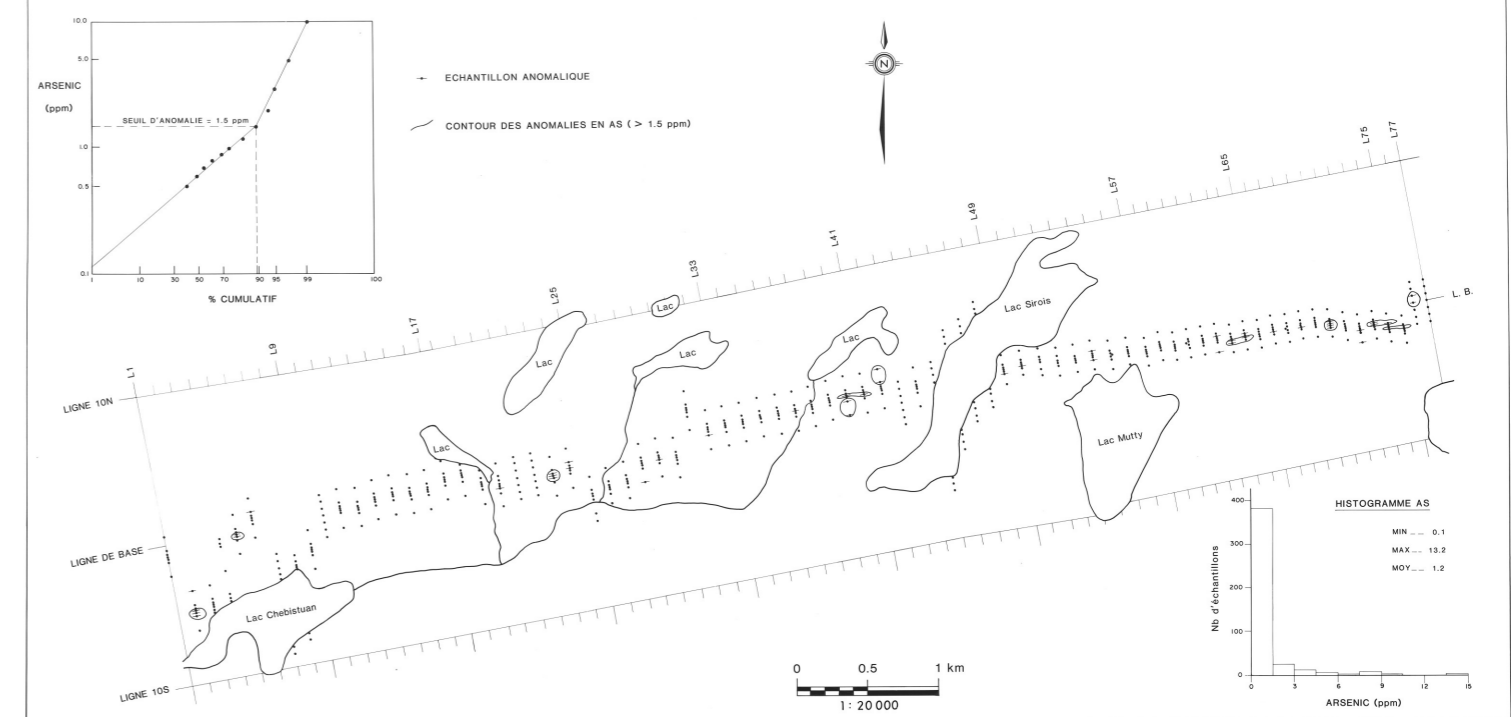 10.0
5.0
1.0
0.5
0.1
ARSENIC
(ppm)
SEUIL D'ANOMALIE = 1.5 ppm
1 10 30 50 70 90 95 99 100
% CUMULATIF
ECHANTILLON ANOMALIQUE
CONTOUR DES ANOMALIES EN AS ( > 1.5 ppm)
N
L1
L9
L17
L25
L33
L41
L49
L57
L65
L75
L77
L. B.
LIGNE 10N
LIGNE DE BASE
LIGNE 10S
Lac
Lac
Lac
Lac
Lac
Lac Sirois
Lac Mutty
Lac Chebistuan
0 0.5 1 km
1: 20 000
HISTOGRAMME AS
MIN __ 0.1
MAX __ 13.2
MOY __ 1.2
Nb d'échantillons
400
300
200
100
0
0 3 6 9 12 15
ARSENIC (ppm)